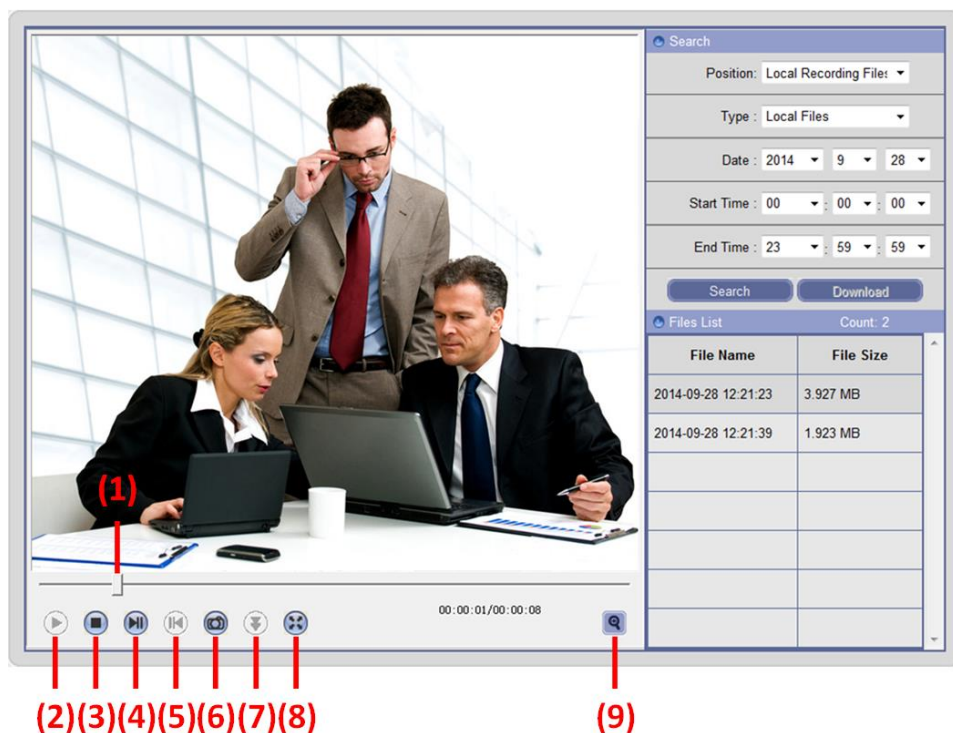 Search
Position: Local Recording Files
Type : Local Files
Date : 2014 9 28
Start Time : 00 : 00 : 00
End Time : 23 : 59 : 59
Search Download
Files List Count: 2
File Name File Size
2014-09-28 12:21:23 3.927 MB
2014-09-28 12:21:39 1.923 MB
(1)
00:00:01/00:00:08
(2)(3)(4)(5)(6)(7)(8) (9)